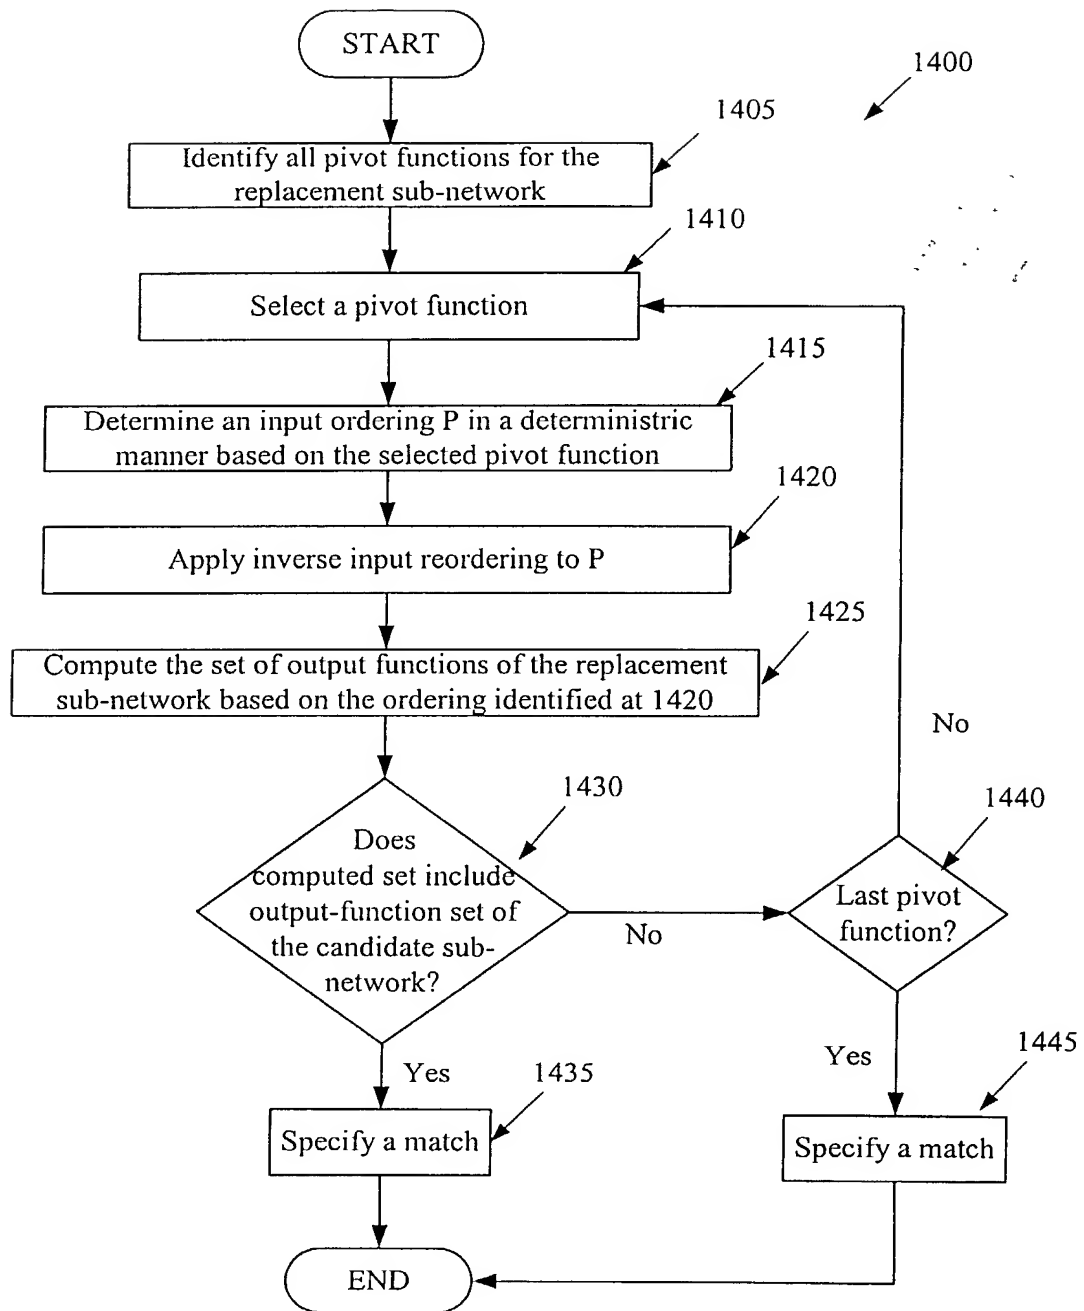 START
1400
1405
Identify all pivot functions for the
replacement sub-network
1410
Select a pivot function
1415
Determine an input ordering P in a deterministric
manner based on the selected pivot function
1420
Apply inverse input reordering to P
1425
Compute the set of output functions of the replacement
sub-network based on the ordering identified at 1420
No
1430
1440
Does
computed set include
output-function set of
the candidate sub-
network?
No
Last pivot
function?
Yes
1435
Yes
1445
Specify a match
Specify a match
END